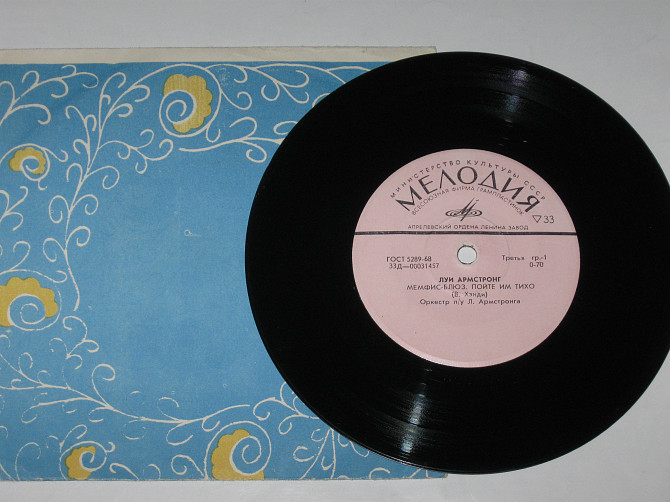 МИНИСТЕРСТВО КУЛЬТУРЫ СССР
МЕЛОДИЯ
ВСЕСОЮЗНАЯ ФИРМА ГРАМПЛАСТИНОК
33
АПРЕЛЕВСКИЙ ОРДЕНА ЛЕНИНА ЗАВОД
ГОСТ 5289-68
33Д—00031457
Третья гр.-1
0-70
ЛУИ АРМСТРОНГ
МЕМФИС-БЛЮЗ. ПОЙТЕ ИМ ТИХО
(В. Хэнди)
Оркестр п/у Л. Армстронга